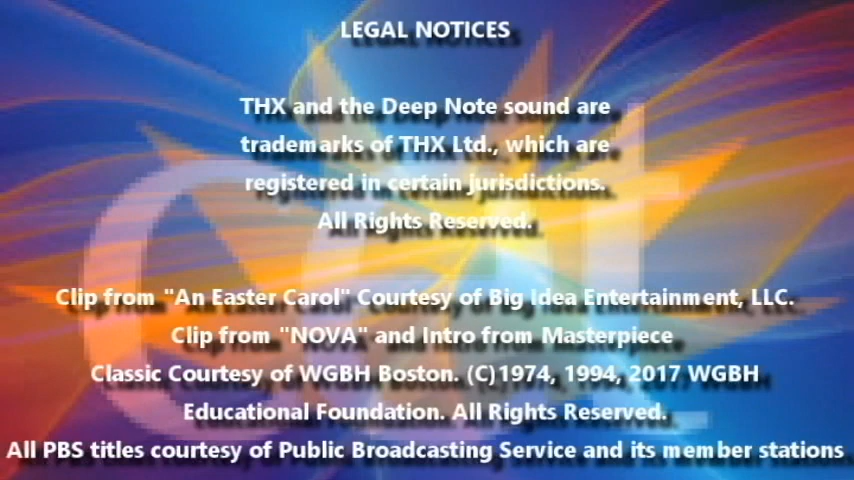 LEGAL NOTICES
THX and the Deep Note sound are
trademarks of THX Ltd., which are
registered in certain jurisdictions.
All Rights Reserved.
Clip from "An Easter Carol" Courtesy of Big Idea Entertainment, LLC.
Clip from "NOVA" and Intro from Masterpiece
Classic Courtesy of WGBH Boston. (C)1974, 1994, 2017 WGBH
Educational Foundation. All Rights Reserved.
All PBS titles courtesy of Public Broadcasting Service and its member stations